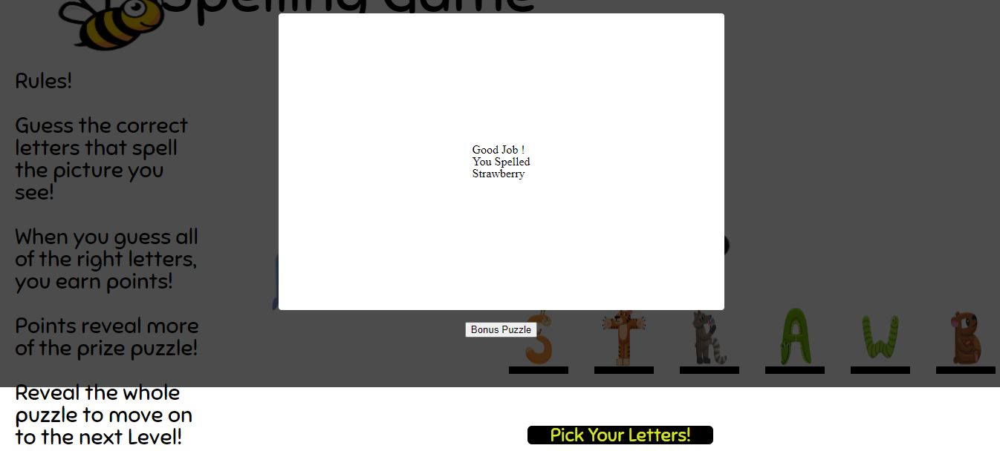 Spelling Game
Rules!
Guess the correct
letters that spell
the picture you
see!
When you guess all
of the right letters,
you earn points!
Points reveal more
of the prize puzzle!
Reveal the whole
puzzle to move on
to the next Level!
Good Job !
You Spelled
Strawberry
Bonus Puzzle
S T R A W B
Pick Your Letters!